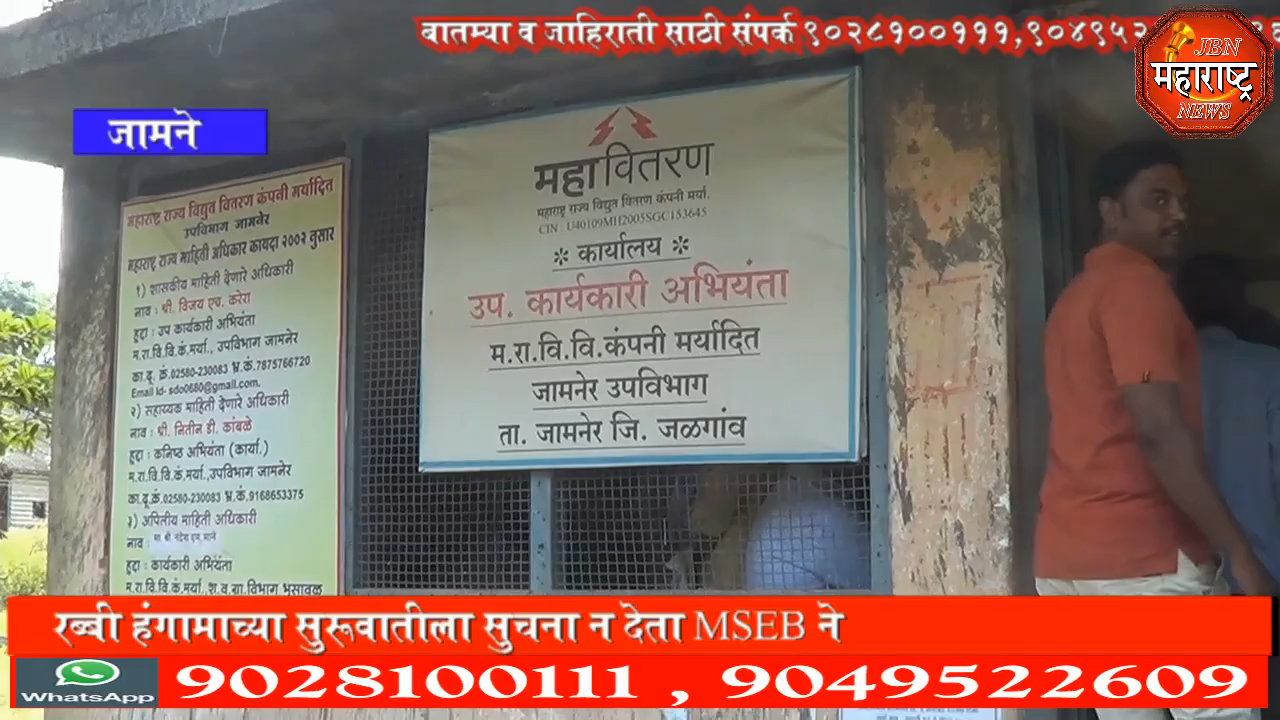 बातम्या व जाहिराती साठी संपर्क ९०२८१००१११,९०४९५२
JBN
महाराष्ट्र
NEWS
जामने
महाराष्ट्र राज्य विद्युत वितरण कंपनी मर्यादित
उपविभाग जामनेर
महाराष्ट्र राज्य माहिती अधिकार कायदा २००२ नुसार
१) शासकीय माहिती देणारे अधिकारी
नाव : श्री. विजय एच. करेरा
हुद्दा : उप कार्यकारी अभियंता
म.रा.वि.वि.कं.मर्या., उपविभाग जामनेर
का.दू. क्रं.02580-230083 भ्र.क्रं.7875766720
Email id- sdo0680@gmail.com.
२) सहाय्यक माहिती देणारे अधिकारी
नाव : श्री. नितीन डी. कांबळे
हुद्दा : कनिष्ठ अभियंता (कार्या.)
म.रा.वि.वि.कं.मर्या.,उपविभाग जामनेर
का.दू.क्रं.02580-230083 भ्र.क्रं.9168653375
३) अपिलीय माहिती अधिकारी
नाव :
हुद्दा : कार्यकारी अभियंता
म.रा.वि.वि.कं.मर्या.,श.व.ग्रा.विभाग भुसावळ
महावितरण
महाराष्ट्र राज्य विद्युत वितरण कंपनी मर्या.
CIN : U40109MH2005SGC153645
❊ कार्यालय ❊
उप. कार्यकारी अभियंता
म.रा.वि.वि.कंपनी मर्यादित
जामनेर उपविभाग
ता. जामनेर जि. जळगांव
रब्बी हंगामाच्या सुरूवातीला सुचना न देता MSEB ने
WhatsApp 9028100111 , 9049522609